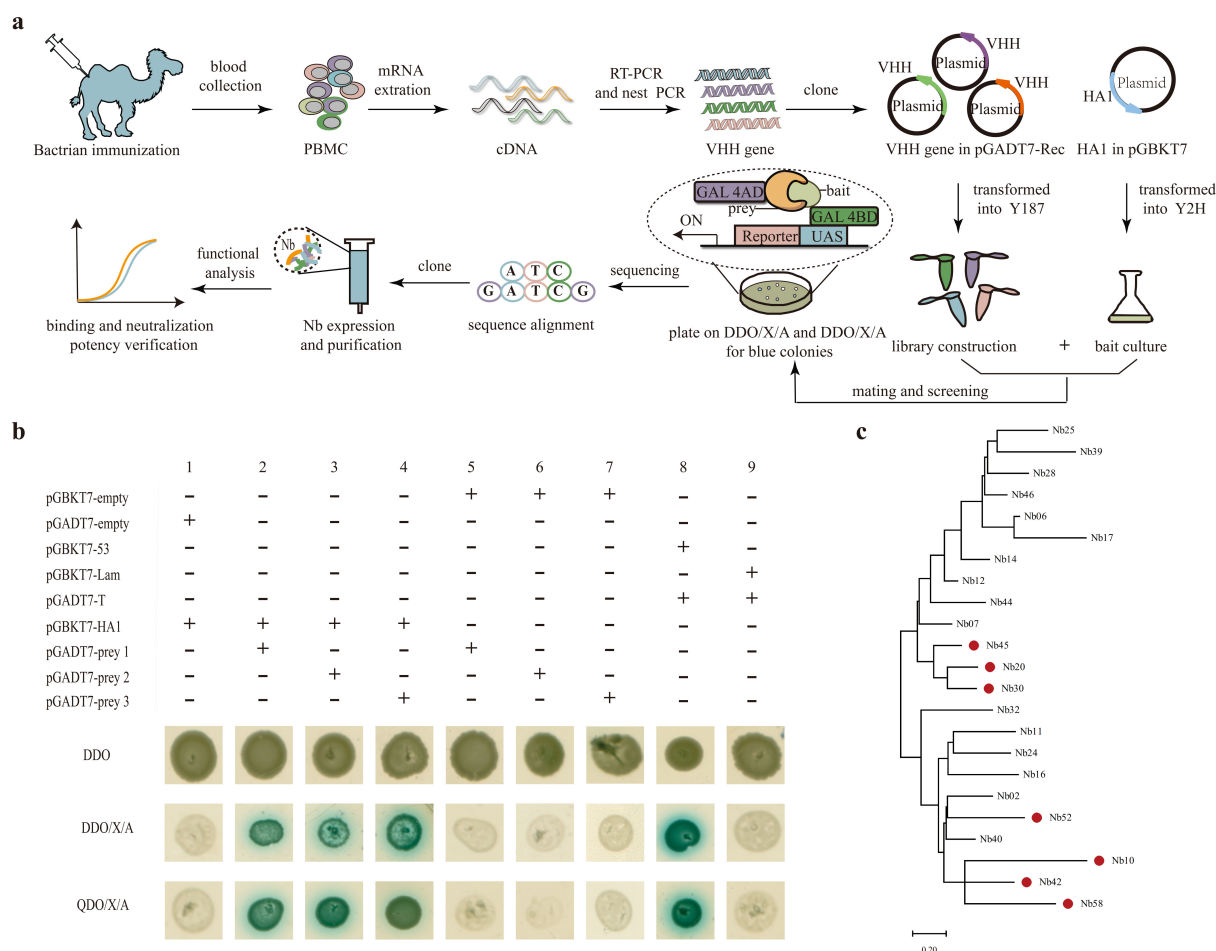 a
blood
collection
mRNA
extration
RT-PCR
and nest PCR
clone
VHH
Plasmid
VHH
Plasmid
VHH
Plasmid
HA1
Plasmid
Bactrian immunization
PBMC
cDNA
VHH gene
VHH gene in pGADT7-Rec
HA1 in pGBKT7
transformed
into Y187
transformed
into Y2H
GAL 4AD
bait
prey
GAL 4BD
ON
Reporter
UAS
library construction
+
bait culture
mating and screening
plate on DDO/X/A and DDO/X/A
for blue colonies
sequencing
A T C
G A T C G
sequence alignment
clone
Nb
Nb expression
and purification
functional
analysis
binding and neutralization
potency verification
b
1 2 3 4 5 6 7 8 9
pGBKT7-empty − − − − + + + − −
pGADT7-empty + − − − − − − − −
pGBKT7-53 − − − − − − − + −
pGBKT7-Lam − − − − − − − − +
pGADT7-T − − − − − − − + +
pGBKT7-HA1 + + + + − − − − −
pGADT7-prey 1 − + − − + − − − −
pGADT7-prey 2 − − + − − + − − −
pGADT7-prey 3 − − − + − − + − −
DDO
DDO/X/A
QDO/X/A
c
Nb25
Nb39
Nb28
Nb46
Nb06
Nb17
Nb14
Nb12
Nb44
Nb07
Nb45
Nb20
Nb30
Nb32
Nb11
Nb24
Nb16
Nb02
Nb52
Nb40
Nb10
Nb42
Nb58
0.20